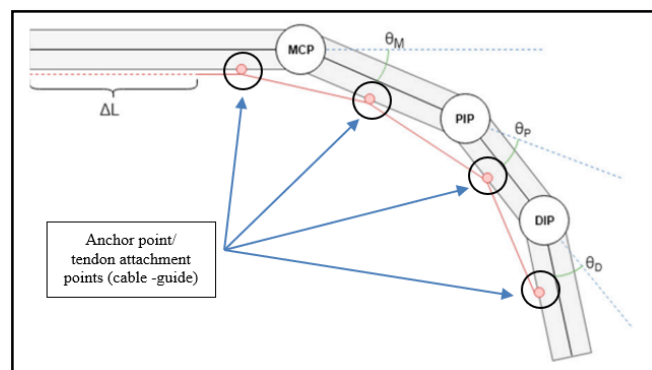 MCP
θM
ΔL
PIP
θP
Anchor point/
tendon attachment
points (cable -guide)
DIP
θD